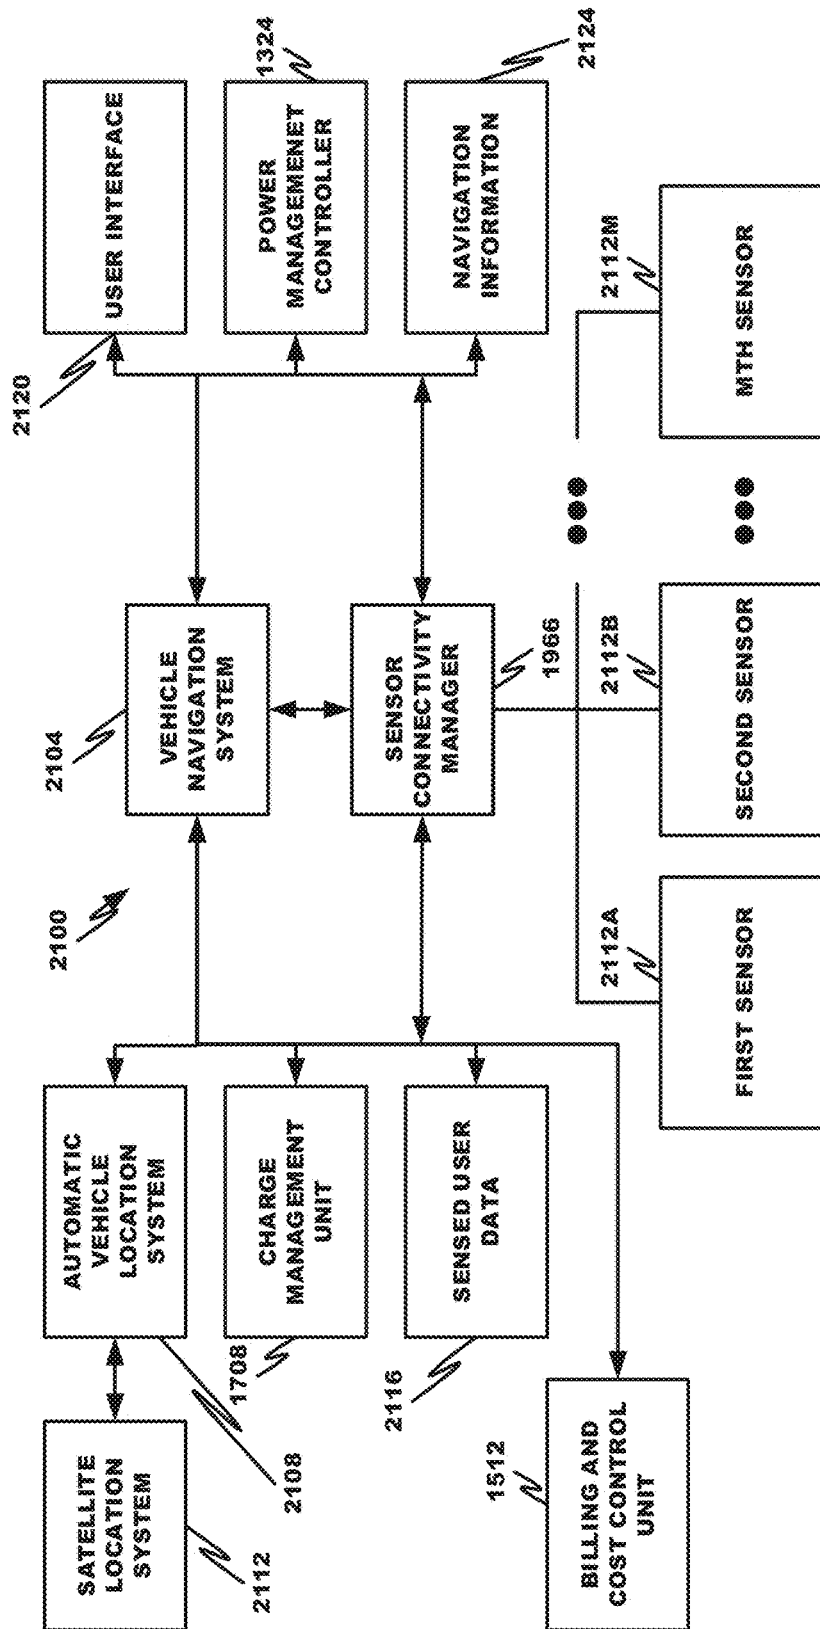 SATELLITE
LOCATION
SYSTEM
2112
AUTOMATIC
VEHICLE
LOCATION
SYSTEM
2108
2100
2104
VEHICLE
NAVIGATION
SYSTEM
2120
USER INTERFACE
1708
CHARGE
MANAGEMENT
UNIT
POWER
MANAGEMENET
CONTROLLER
1324
2116
SENSED USER
DATA
SENSOR
CONNECTIVITY
MANAGER
1966
NAVIGATION
INFORMATION
2124
1512
BILLING AND
COST CONTROL
UNIT
2112A
FIRST SENSOR
2112B
SECOND SENSOR
2112M
MTH SENSOR